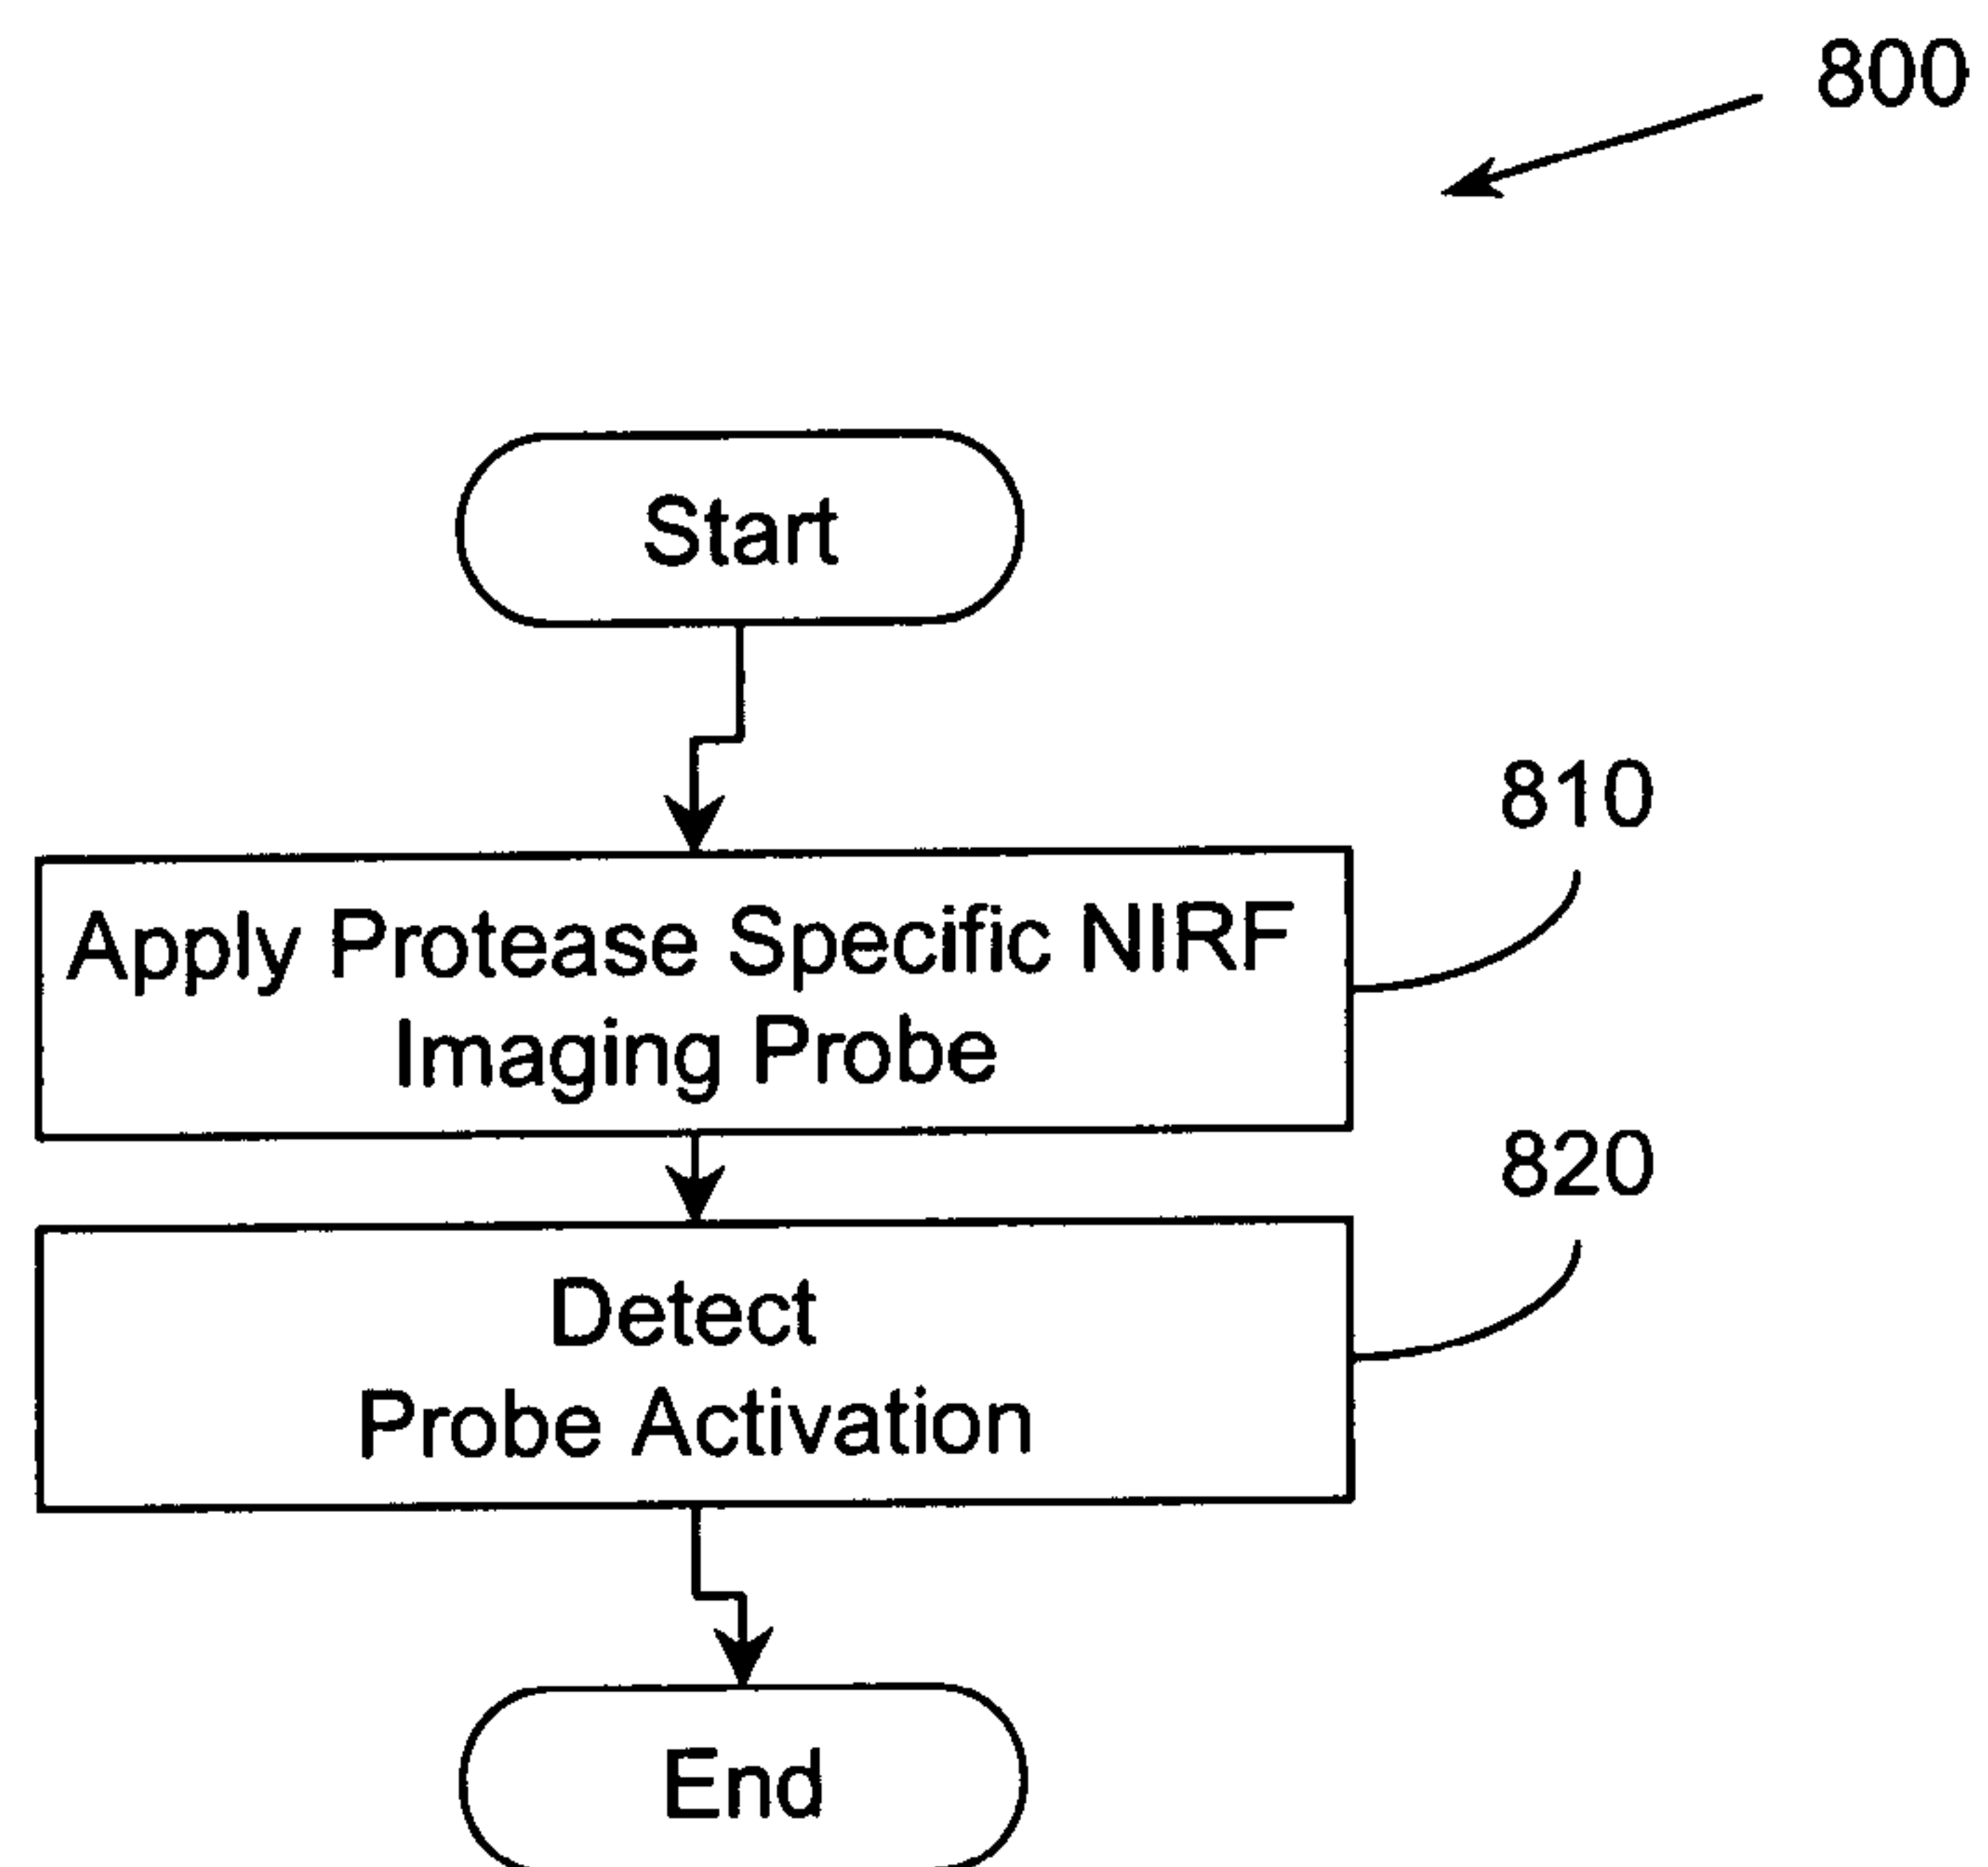 800
Start
810
Apply Protease Specific NIRF
Imaging Probe
820
Detect
Probe Activation
End